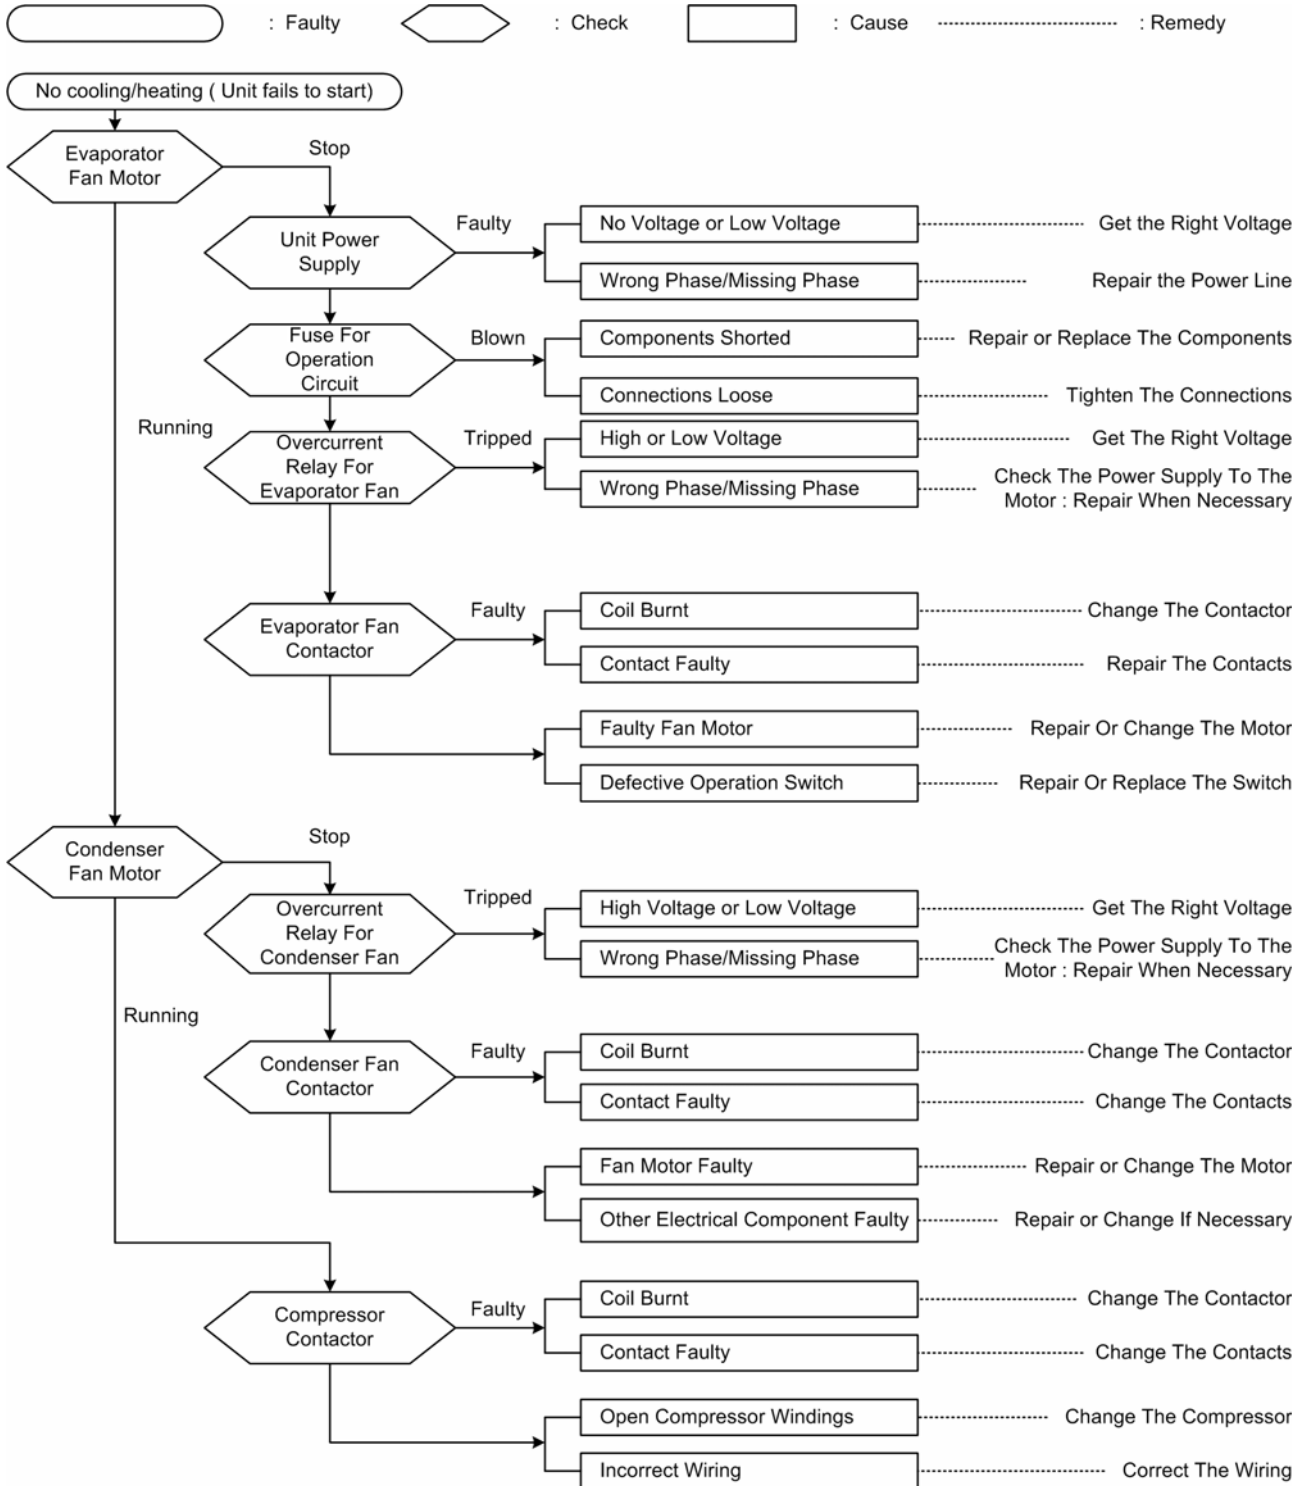 : Faulty
: Check
: Cause
: Remedy
No cooling/heating ( Unit fails to start)
Evaporator
Fan Motor
Stop
Unit Power
Supply
Faulty
No Voltage or Low Voltage
Get the Right Voltage
Wrong Phase/Missing Phase
Repair the Power Line
Fuse For
Operation
Circuit
Blown
Components Shorted
Repair or Replace The Components
Connections Loose
Tighten The Connections
Running
Overcurrent
Relay For
Evaporator Fan
Tripped
High or Low Voltage
Get The Right Voltage
Wrong Phase/Missing Phase
Check The Power Supply To The
Motor : Repair When Necessary
Evaporator Fan
Contactor
Faulty
Coil Burnt
Change The Contactor
Contact Faulty
Repair The Contacts
Faulty Fan Motor
Repair Or Change The Motor
Defective Operation Switch
Repair Or Replace The Switch
Condenser
Fan Motor
Stop
Overcurrent
Relay For
Condenser Fan
Tripped
High Voltage or Low Voltage
Get The Right Voltage
Wrong Phase/Missing Phase
Check The Power Supply To The
Motor : Repair When Necessary
Running
Condenser Fan
Contactor
Faulty
Coil Burnt
Change The Contactor
Contact Faulty
Change The Contacts
Fan Motor Faulty
Repair or Change The Motor
Other Electrical Component Faulty
Repair or Change If Necessary
Compressor
Contactor
Faulty
Coil Burnt
Change The Contactor
Contact Faulty
Change The Contacts
Open Compressor Windings
Change The Compressor
Incorrect Wiring
Correct The Wiring